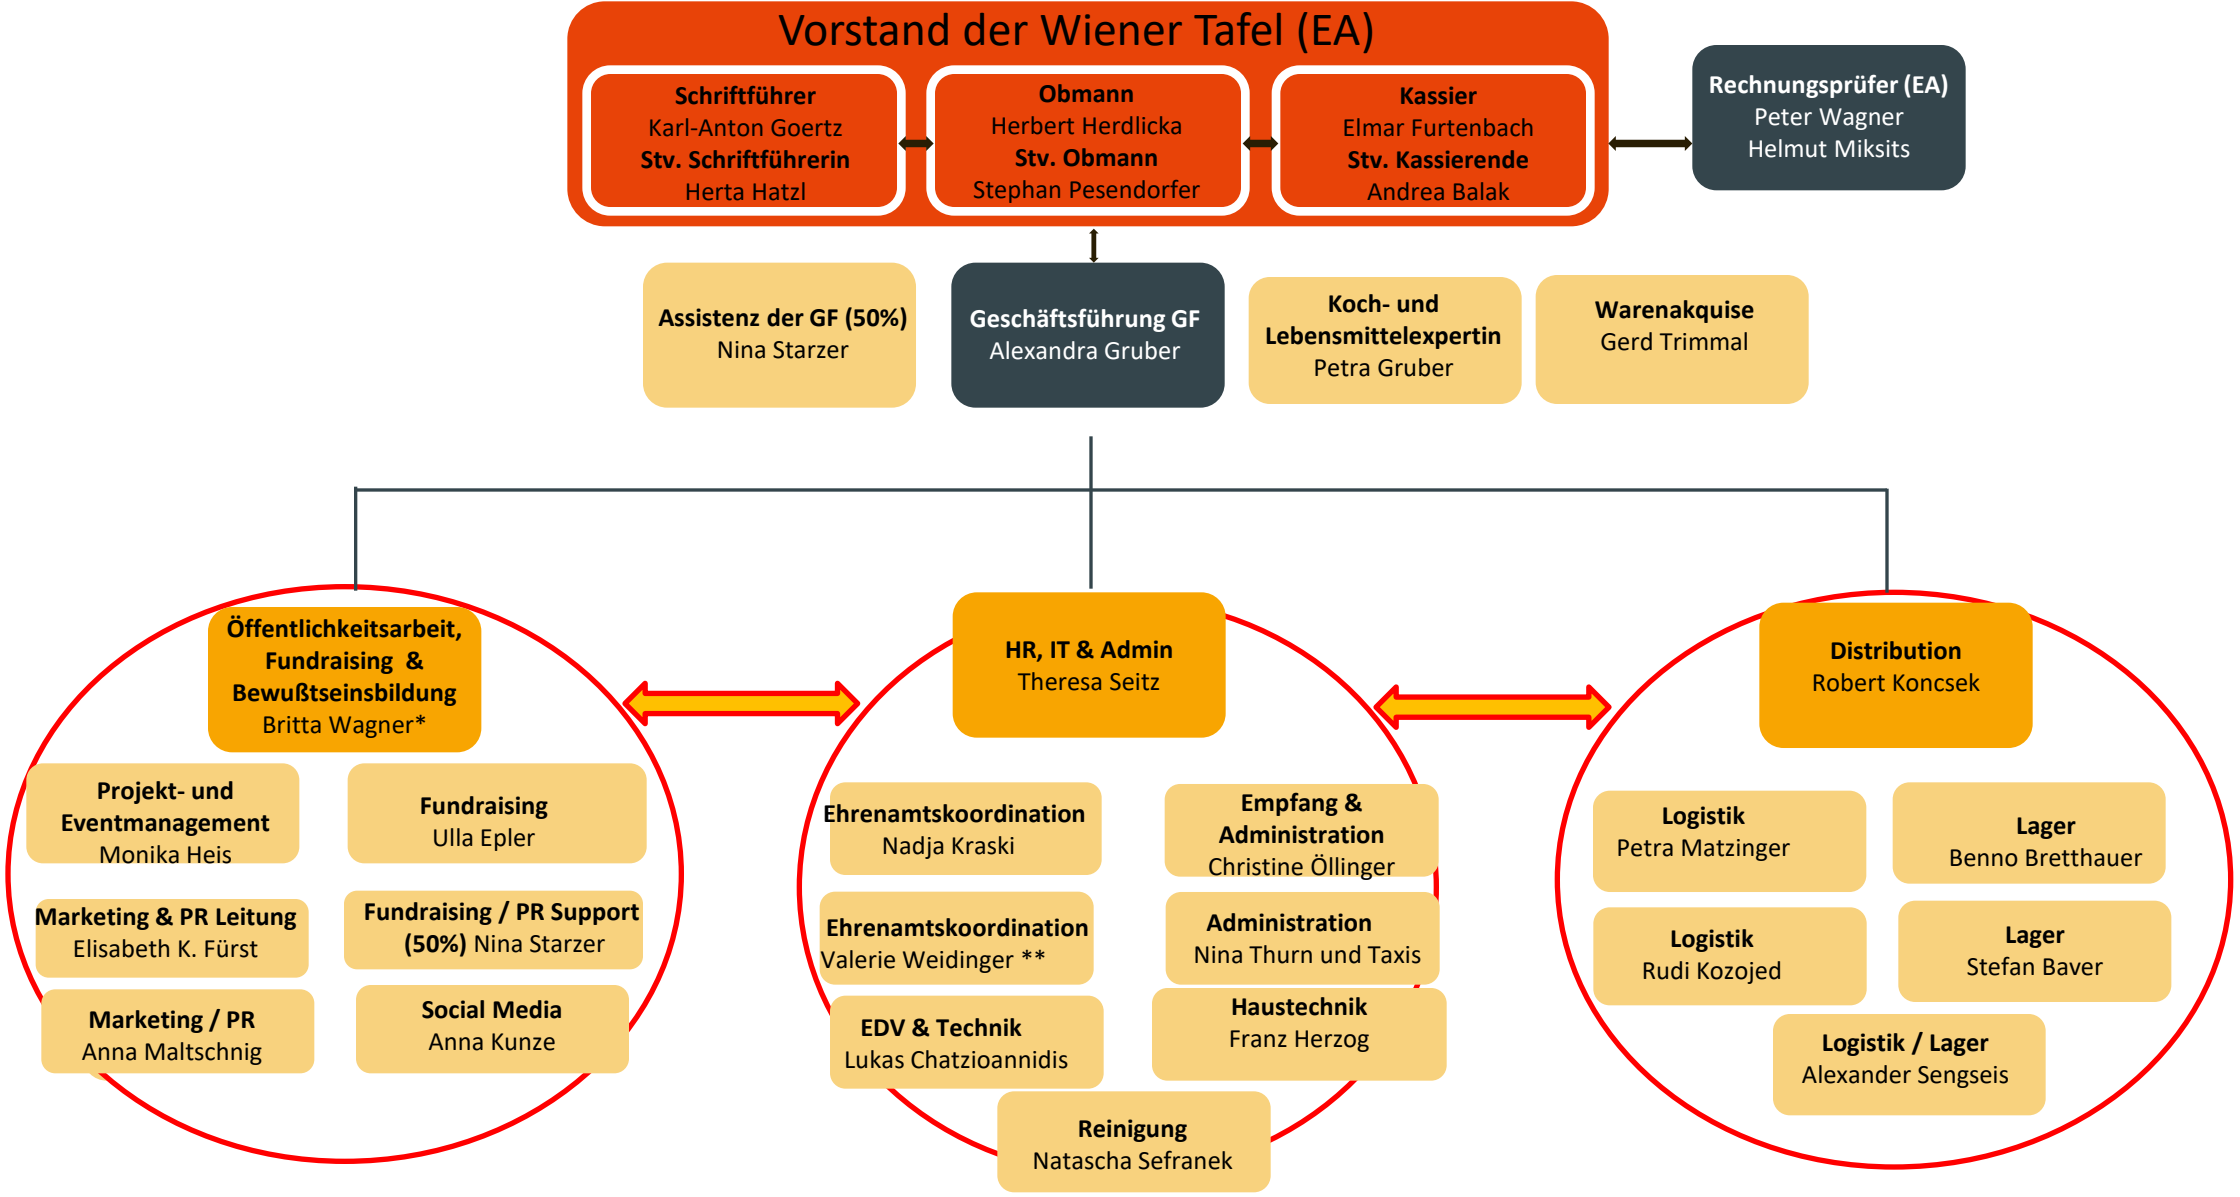 Vorstand der Wiener Tafel (EA)
Schriftführer
Karl-Anton Goertz
Stv. Schriftführerin
Herta Hatzl
Obmann
Herbert Herdlicka
Stv. Obmann
Stephan Pesendorfer
Kassier
Elmar Furtenbach
Stv. Kassierende
Andrea Balak
Rechnungsprüfer (EA)
Peter Wagner
Helmut Miksits
Assistenz der GF (50%)
Nina Starzer
Geschäftsführung GF
Alexandra Gruber
Koch- und
Lebensmittelexpertin
Petra Gruber
Warenakquise
Gerd Trimmal
Öffentlichkeitsarbeit,
Fundraising &
Bewußtseinsbildung
Britta Wagner*
Projekt- und
Eventmanagement
Monika Heis
Fundraising
Ulla Epler
Marketing & PR Leitung
Elisabeth K. Fürst
Fundraising / PR Support
(50%) Nina Starzer
Marketing / PR
Anna Maltschnig
Social Media
Anna Kunze
HR, IT & Admin
Theresa Seitz
Ehrenamtskoordination
Nadja Kraski
Empfang &
Administration
Christine Öllinger
Ehrenamtskoordination
Valerie Weidinger **
Administration
Nina Thurn und Taxis
EDV & Technik
Lukas Chatzioannidis
Haustechnik
Franz Herzog
Reinigung
Natascha Sefranek
Distribution
Robert Koncsek
Logistik
Petra Matzinger
Lager
Benno Bretthauer
Logistik
Rudi Kozojed
Lager
Stefan Baver
Logistik / Lager
Alexander Sengseis